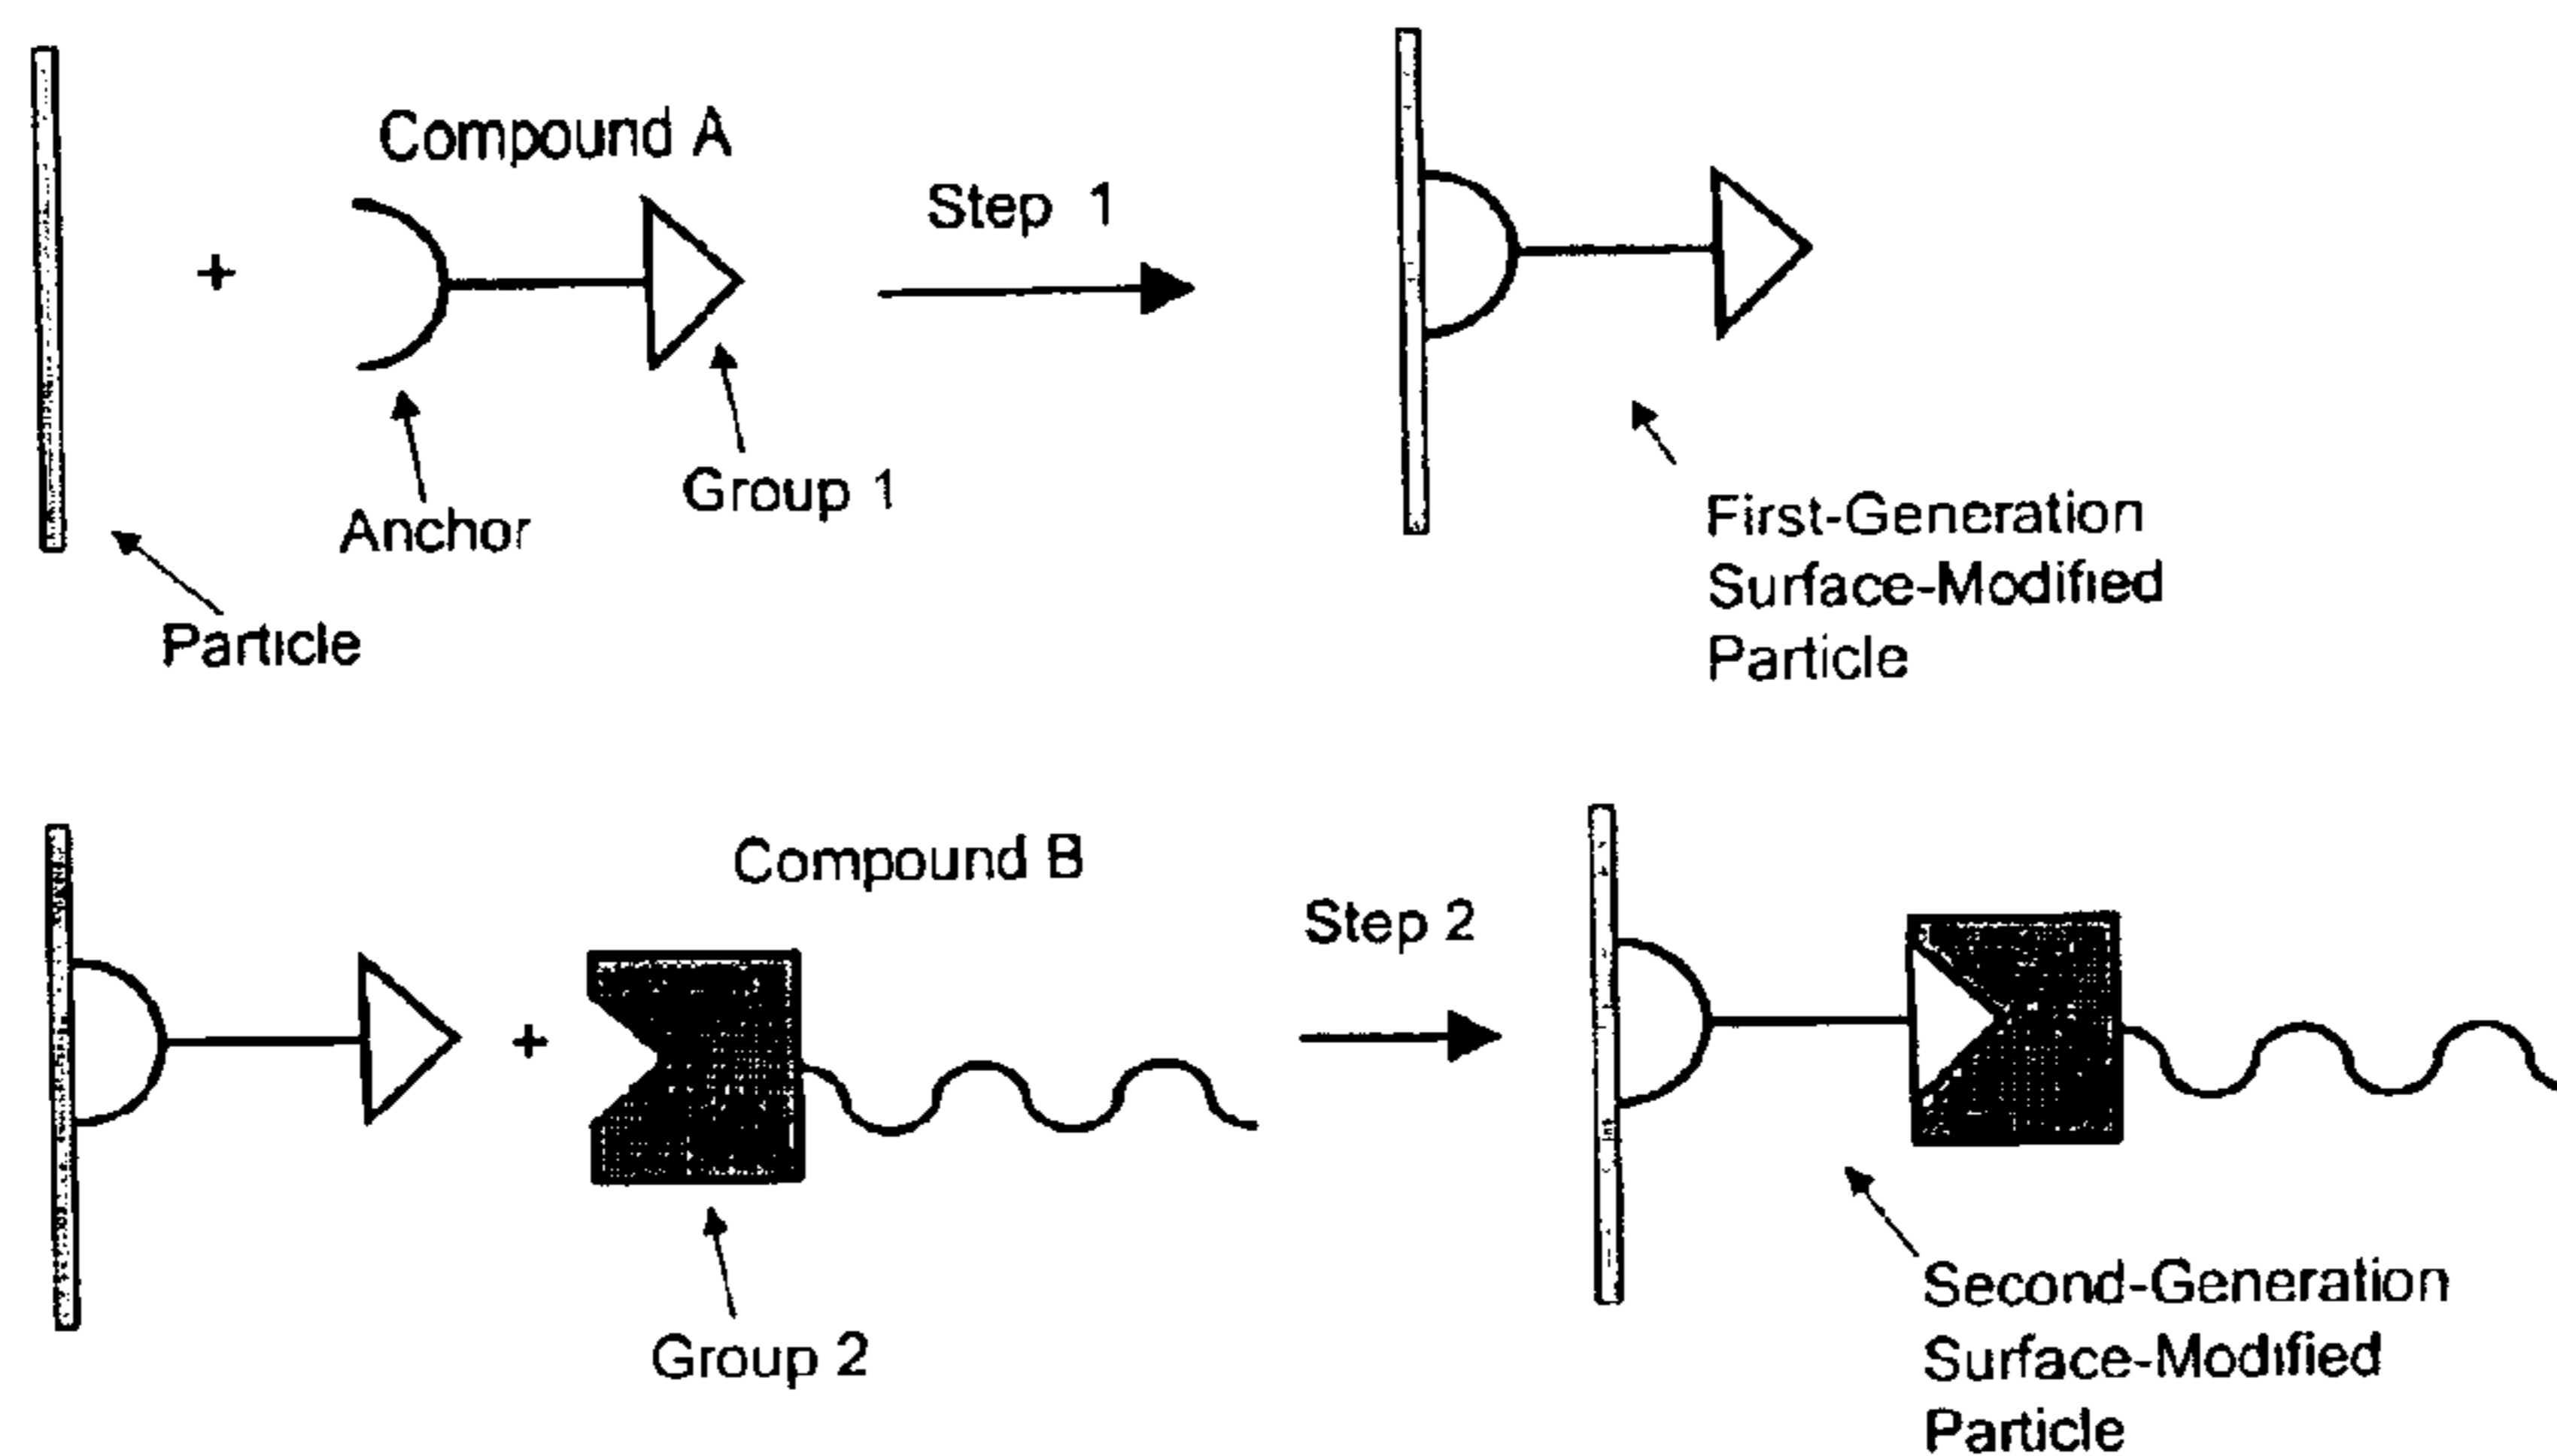 Compound A
+
Step 1
Group 1
Anchor
Particle
First-Generation
Surface-Modified
Particle
Compound B
+
Step 2
Group 2
Second-Generation
Surface-Modified
Particle